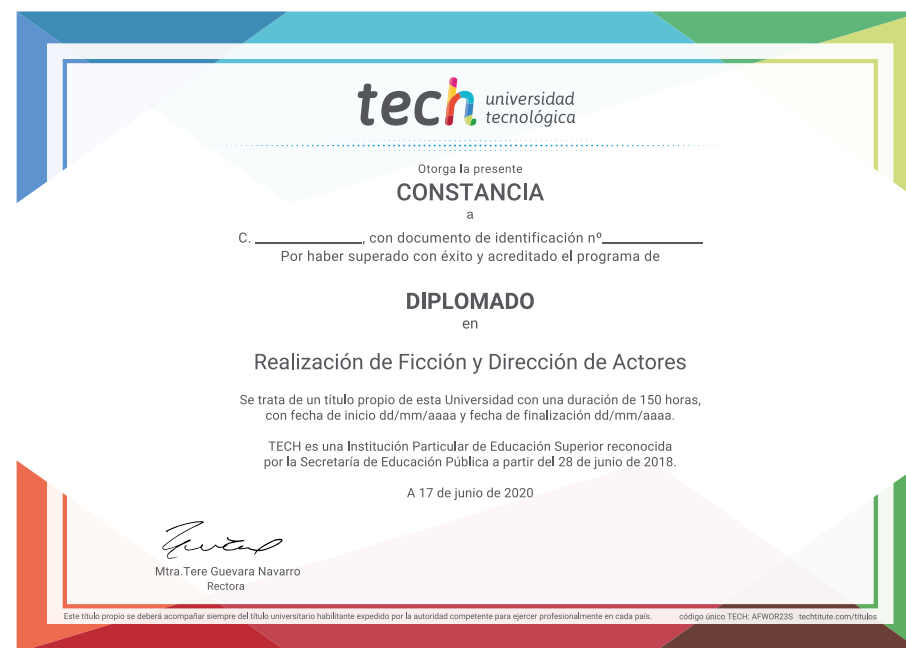 tech universidad
tecnológica
Otorga la presente
CONSTANCIA
a
C. ____________, con documento de identificación nº____________
Por haber superado con éxito y acreditado el programa de
DIPLOMADO
en
Realización de Ficción y Dirección de Actores
Se trata de un título propio de esta Universidad con una duración de 150 horas,
con fecha de inicio dd/mm/aaaa y fecha de finalización dd/mm/aaaa.
TECH es una Institución Particular de Educación Superior reconocida
por la Secretaría de Educación Pública a partir del 28 de junio de 2018.
A 17 de junio de 2020
Mtra.Tere Guevara Navarro
Rectora
Este título propio se deberá acompañar siempre del título universitario habilitante expedido por la autoridad competente para ejercer profesionalmente en cada país. código único TECH: AFWOR23S techtitute.com/titulos